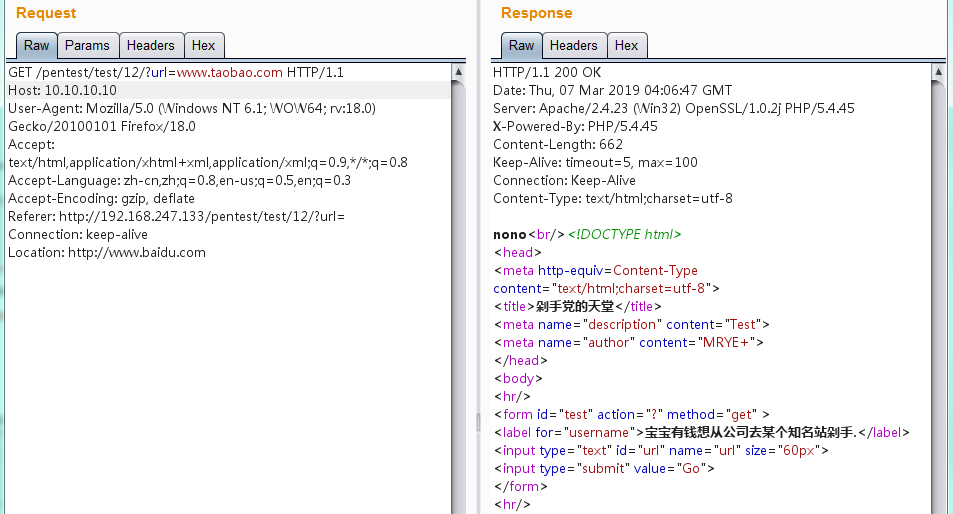 Request
Raw Params Headers Hex
GET /pentest/test/12/?url=www.taobao.com HTTP/1.1
Host: 10.10.10.10
User-Agent: Mozilla/5.0 (Windows NT 6.1; WOW64; rv:18.0)
Gecko/20100101 Firefox/18.0
Accept:
text/html,application/xhtml+xml,application/xml;q=0.9,*/*;q=0.8
Accept-Language: zh-cn,zh;q=0.8,en-us;q=0.5,en;q=0.3
Accept-Encoding: gzip, deflate
Referer: http://192.168.247.133/pentest/test/12/?url=
Connection: keep-alive
Location: http://www.baidu.com
Response
Raw Headers Hex
HTTP/1.1 200 OK
Date: Thu, 07 Mar 2019 04:06:47 GMT
Server: Apache/2.4.23 (Win32) OpenSSL/1.0.2j PHP/5.4.45
X-Powered-By: PHP/5.4.45
Content-Length: 662
Keep-Alive: timeout=5, max=100
Connection: Keep-Alive
Content-Type: text/html;charset=utf-8
nono<br/><!DOCTYPE html>
<head>
<meta http-equiv=Content-Type
content="text/html;charset=utf-8">
<title>剁手党的天堂</title>
<meta name="description" content="Test">
<meta name="author" content="MRYE+">
</head>
<body>
<hr/>
<form id="test" action="?" method="get" >
<label for="username">宝宝有钱想从公司去某个知名站剁手.</label>
<input type="text" id="url" name="url" size="60px">
<input type="submit" value="Go">
</form>
<hr/>